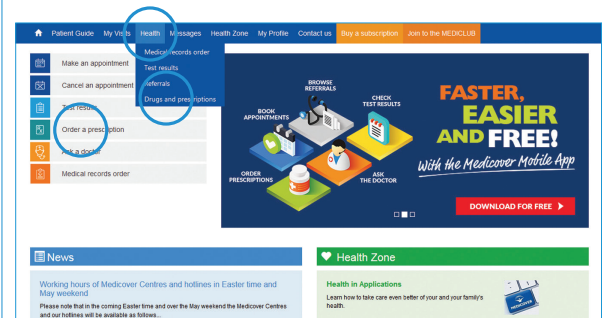 Patient Guide My Visits Health Messages Health Zone My Profile Contact us Buy a subscription Join to the MEDICLUB
Medical records order
Test results
Referrals
Drugs and prescriptions
Make an appointment
Cancel an appointment
Test results
Order a prescription
Ask a doctor
Medical records order
BROWSE
REFERRALS
CHECK
TEST RESULTS
BOOK
APPOINTMENTS
ORDER
PRESCRIPTIONS
ASK
THE DOCTOR
FASTER,
EASIER
AND FREE!
With the Medicover Mobile App
DOWNLOAD FOR FREE
News
Working hours of Medicover Centres and hotlines in Easter time and
May weekend
Please note that in the coming Easter time and over the May weekend the Medicover Centres
and our hotlines will be available as follows...
Health Zone
Health in Applications
Learn how to take care even better of your and your family's
health.
MEDICOVER